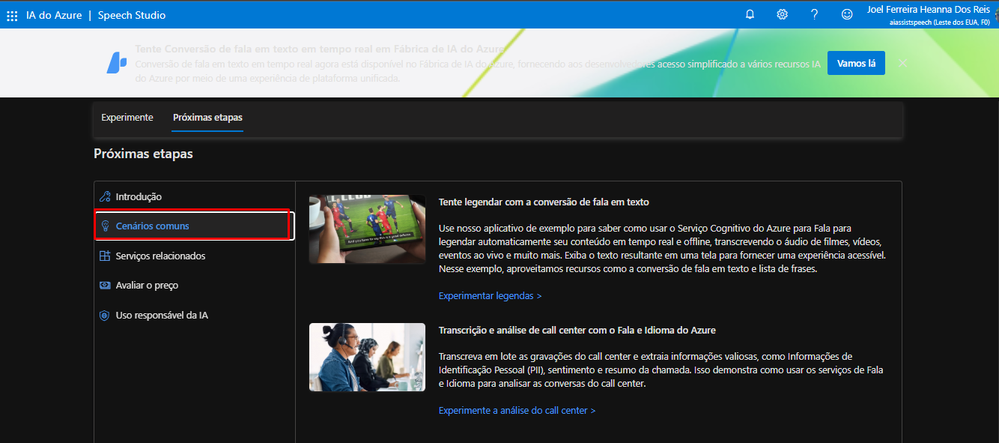 IA do Azure | Speech Studio
Joel Ferreira Heanna Dos Reis
aiassistspeech (Leste dos EUA, F0)
Tente Conversão de fala em texto em tempo real em Fábrica de IA do Azure
Conversão de fala em texto em tempo real agora está disponível no Fábrica de IA do Azure, fornecendo aos desenvolvedores acesso simplificado a vários recursos IA
do Azure por meio de uma experiência de plataforma unificada.
Vamos lá
Experimente
Próximas etapas
Próximas etapas
Introdução
Cenários comuns
Serviços relacionados
Avaliar o preço
Uso responsável da IA
And you have to say this is a good defense.
Tente legendar com a conversão de fala em texto
Use nosso aplicativo de exemplo para saber como usar o Serviço Cognitivo do Azure para Fala para
legendar automaticamente seu conteúdo em tempo real e offline, transcrevendo o áudio de filmes, vídeos,
eventos ao vivo e muito mais. Exiba o texto resultante em uma tela para fornecer uma experiência acessível.
Nesse exemplo, aproveitamos recursos como a conversão de fala em texto e lista de frases.
Experimentar legendas >
Transcrição e análise de call center com o Fala e Idioma do Azure
Transcreva em lote as gravações do call center e extraia informações valiosas, como Informações de
Identificação Pessoal (PII), sentimento e resumo da chamada. Isso demonstra como usar os serviços de Fala
e Idioma para analisar as conversas do call center.
Experimente a análise do call center >